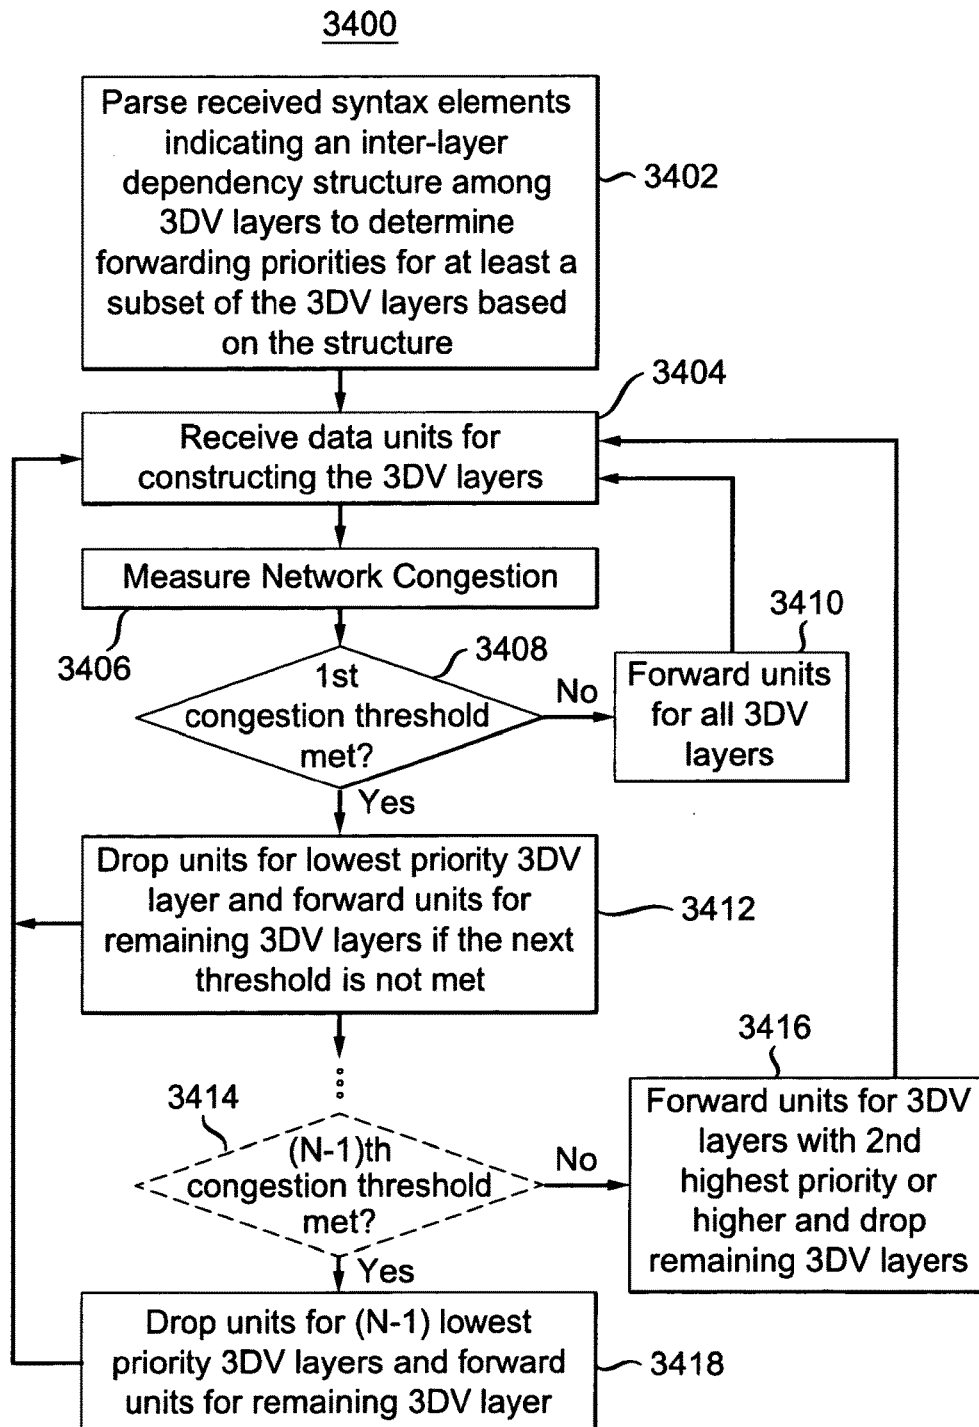 3400
Parse received syntax elements
indicating an inter-layer
dependency structure among
3DV layers to determine
forwarding priorities for at least a
subset of the 3DV layers based
on the structure
3402
3404
Receive data units for
constructing the 3DV layers
Measure Network Congestion
3406
3408
1st
congestion threshold
met?
No
3410
Forward units
for all 3DV
layers
Yes
Drop units for lowest priority 3DV
layer and forward units for
remaining 3DV layers if the next
threshold is not met
3412
3414
(N-1)th
congestion threshold
met?
No
3416
Forward units for 3DV
layers with 2nd
highest priority or
higher and drop
remaining 3DV layers
Yes
Drop units for (N-1) lowest
priority 3DV layers and forward
units for remaining 3DV layer
3418